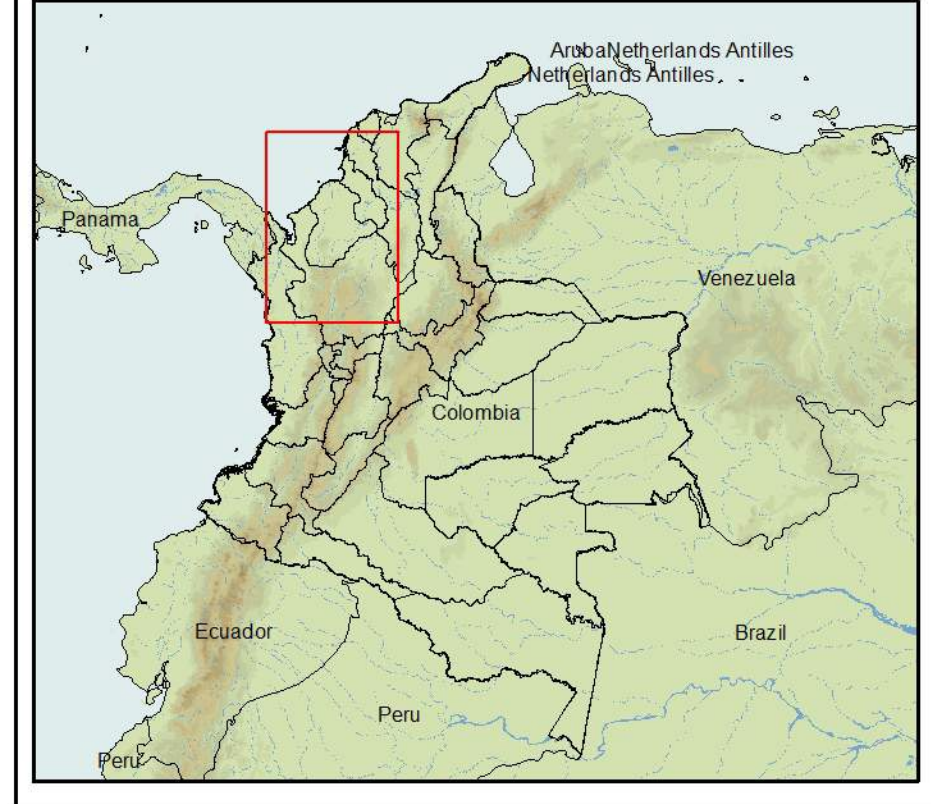 ArubaNetherlands Antilles
Netherlands Antilles
Panama
Venezuela
Colombia
Ecuador
Brazil
Peru
Peru